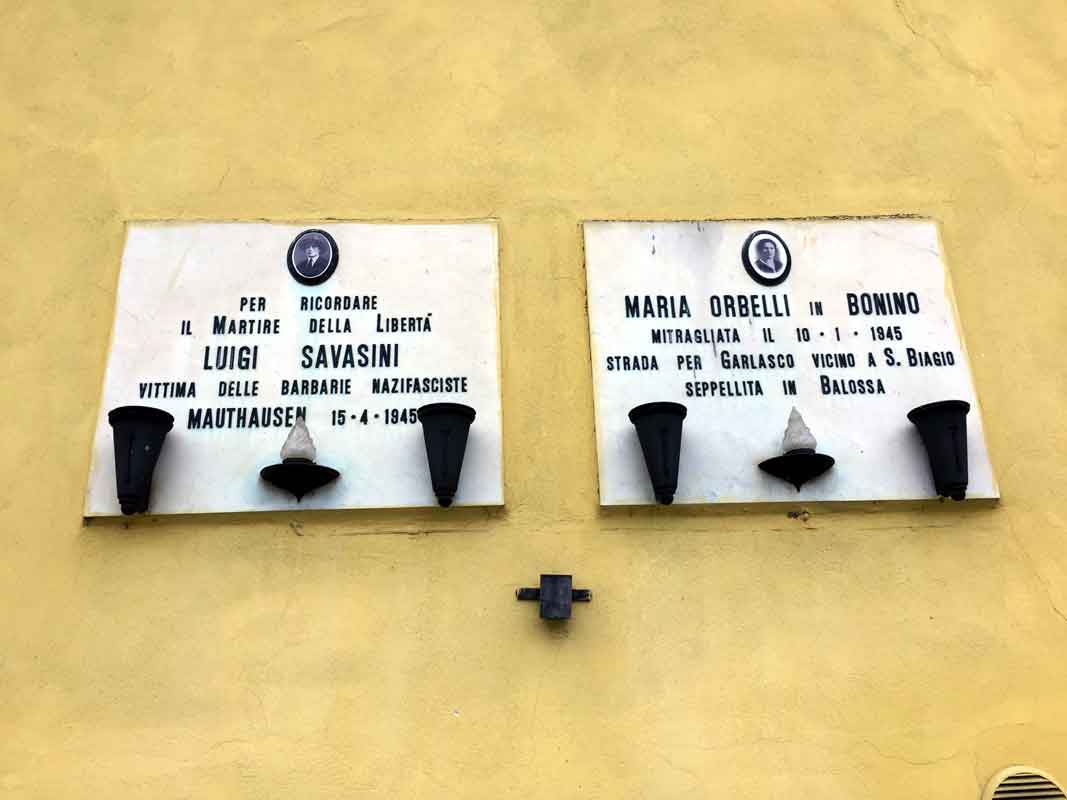 PER RICORDARE
IL MARTIRE DELLA LIBERTÁ
LUIGI SAVASINI
VITTIMA DELLE BARBARIE NAZIFASCISTE
MAUTHAUSEN 15·4·1945
MARIA ORBELLI IN BONINO
MITRAGLIATA IL 10·1·1945
STRADA PER GARLASCO VICINO A S. BIAGIO
SEPPELLITA IN BALOSSA